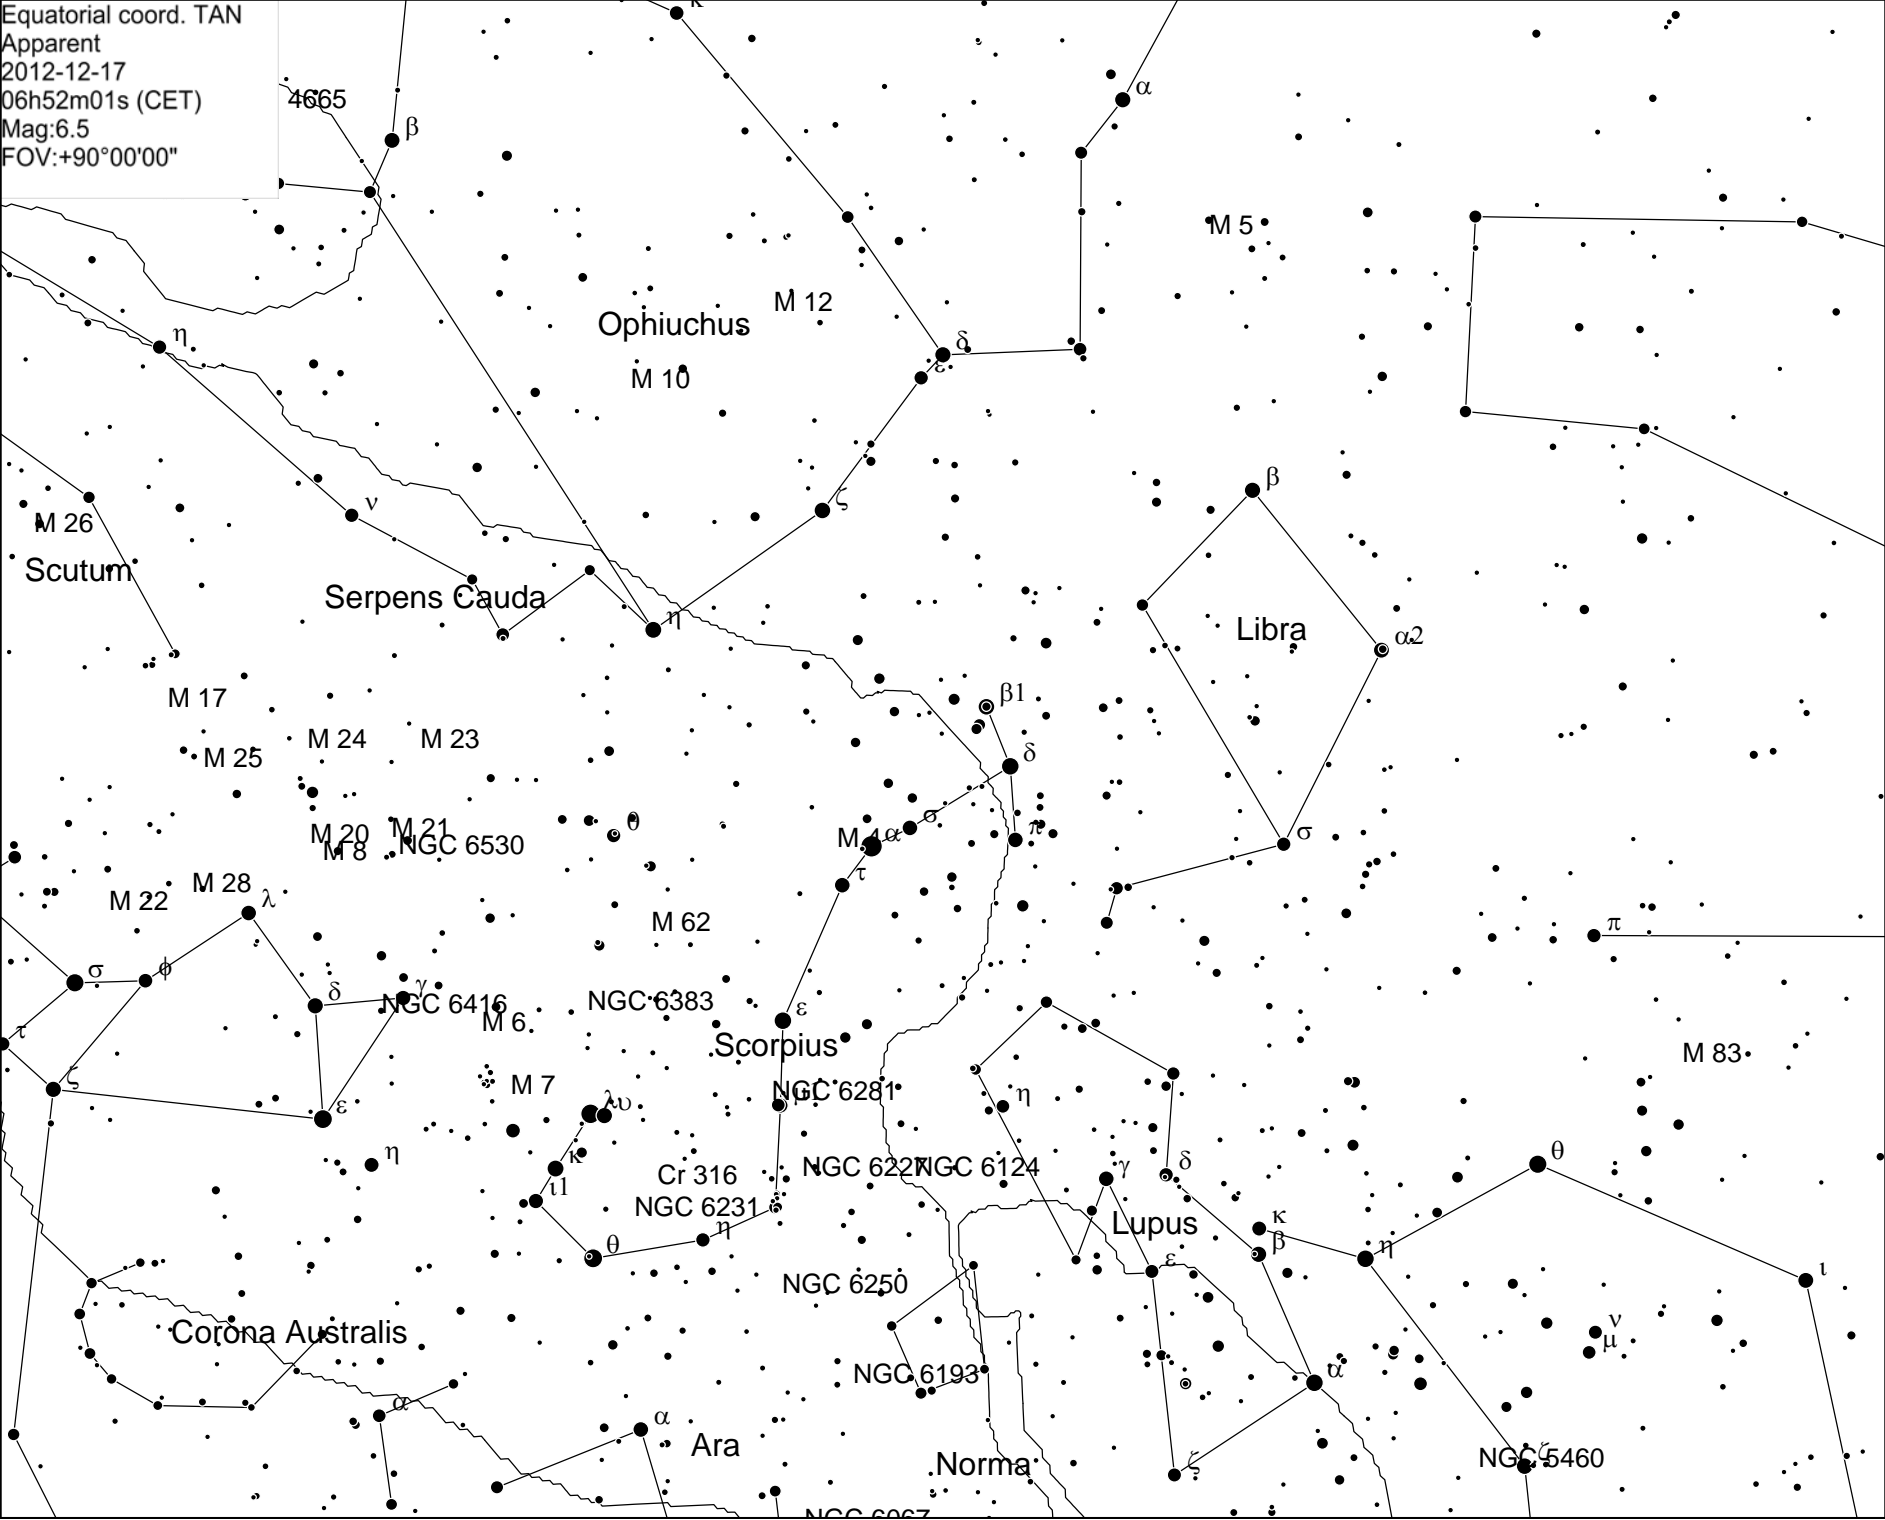 Equatorial coord. TAN
Apparent
2012-12-17
06h52m01s (CET)
Mag:6.5
FOV:+90°00'00"
κ
α
4665
β
M 5
η
M 12
Ophiuchus
δ
ε
M 10
β
ν
ζ
M 26
Scutum
Serpens Cauda
η
Libra
α2
M 17
β1
M 24
M 23
M 25
δ
θ
σ
M 20
M 21
M 4
α
π
σ
M 8
NGC 6530
τ
M 28
λ
M 22
M 62
π
σ
φ
δ
γ
NGC 6416
NGC 6383
ε
M 6
τ
Scorpius
M 83
ζ
M 7
NGC 6281
η
λ
υ
ε
η
κ
Cr 316
NGC 6227
NGC 6124
γ
δ
θ
ι1
NGC 6231
η
Lupus
κ
β
η
θ
ε
ι
NGC 6250
Corona Australis
ν
μ
NGC 6193
α
α
α
Ara
Norma
ζ
NGC 5460
ζ
NGC 6067